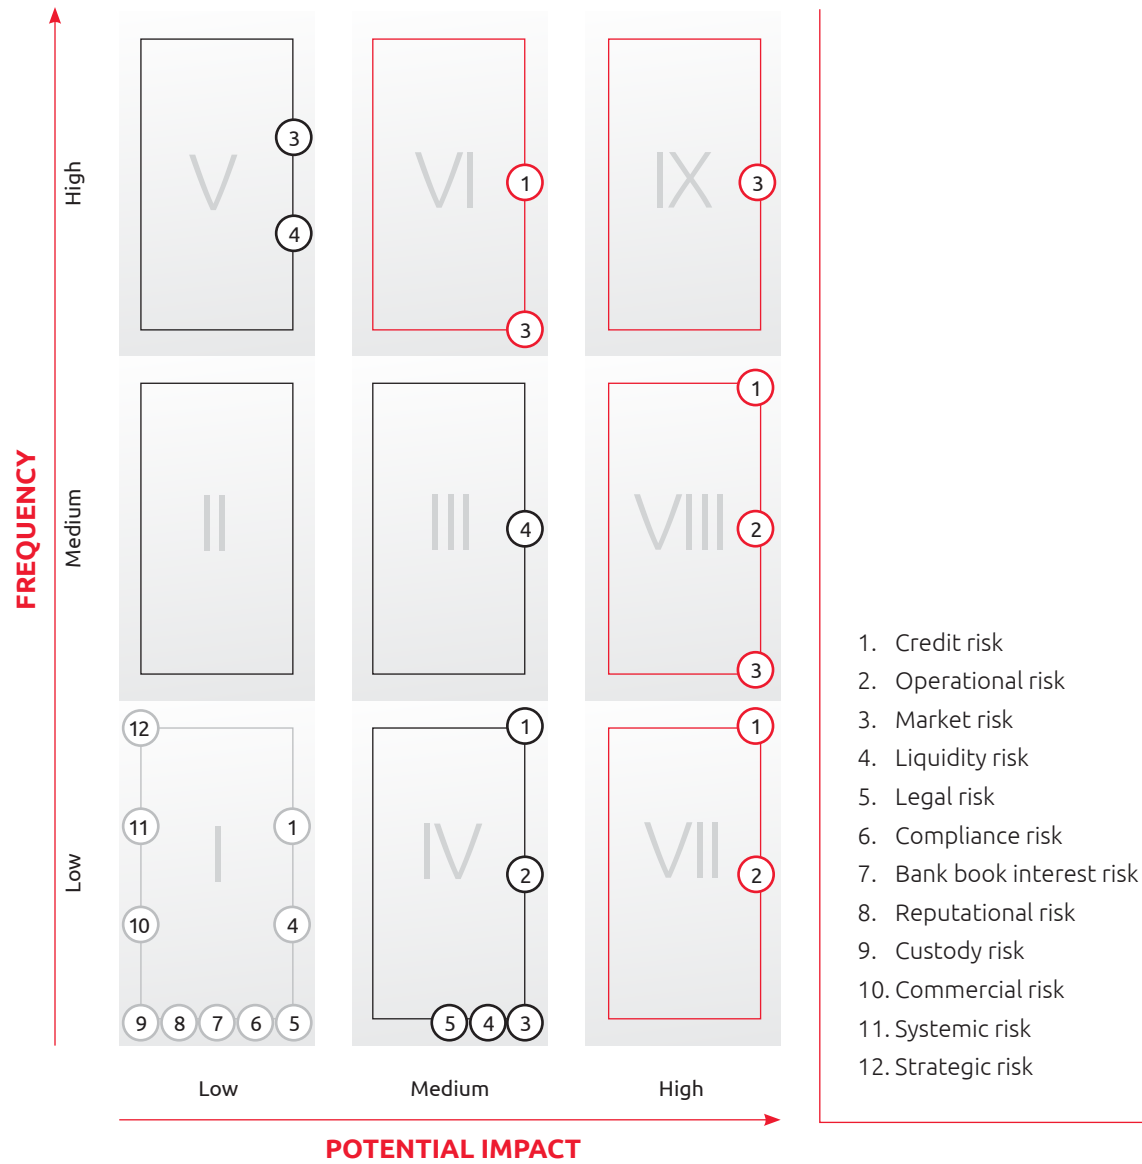 High
V
3
4
VI
1
3
IX
3
FREQUENCY
Medium
II
III
4
VIII
1
2
3
Low
I
12
11
10
1
4
9 8 7 6 5
IV
1
2
5 4 3
VII
1
2
Low Medium High
POTENTIAL IMPACT
1. Credit risk
2. Operational risk
3. Market risk
4. Liquidity risk
5. Legal risk
6. Compliance risk
7. Bank book interest risk
8. Reputational risk
9. Custody risk
10. Commercial risk
11. Systemic risk
12. Strategic risk